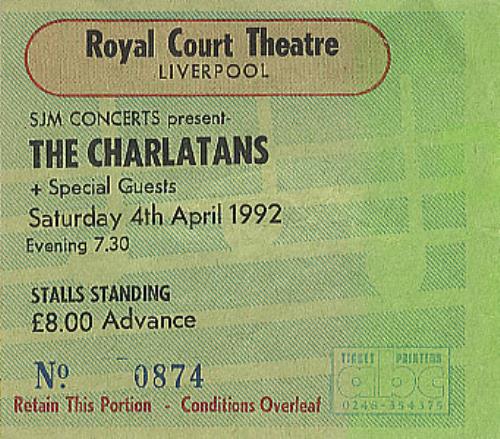 Royal Court Theatre
LIVERPOOL
SJM CONCERTS present-
THE CHARLATANS
+ Special Guests
Saturday 4th April 1992
Evening 7.30
STALLS STANDING
£8.00 Advance
Nº 0874
TICKET PRINTERS
abc
0248-354375
Retain This Portion - Conditions Overleaf